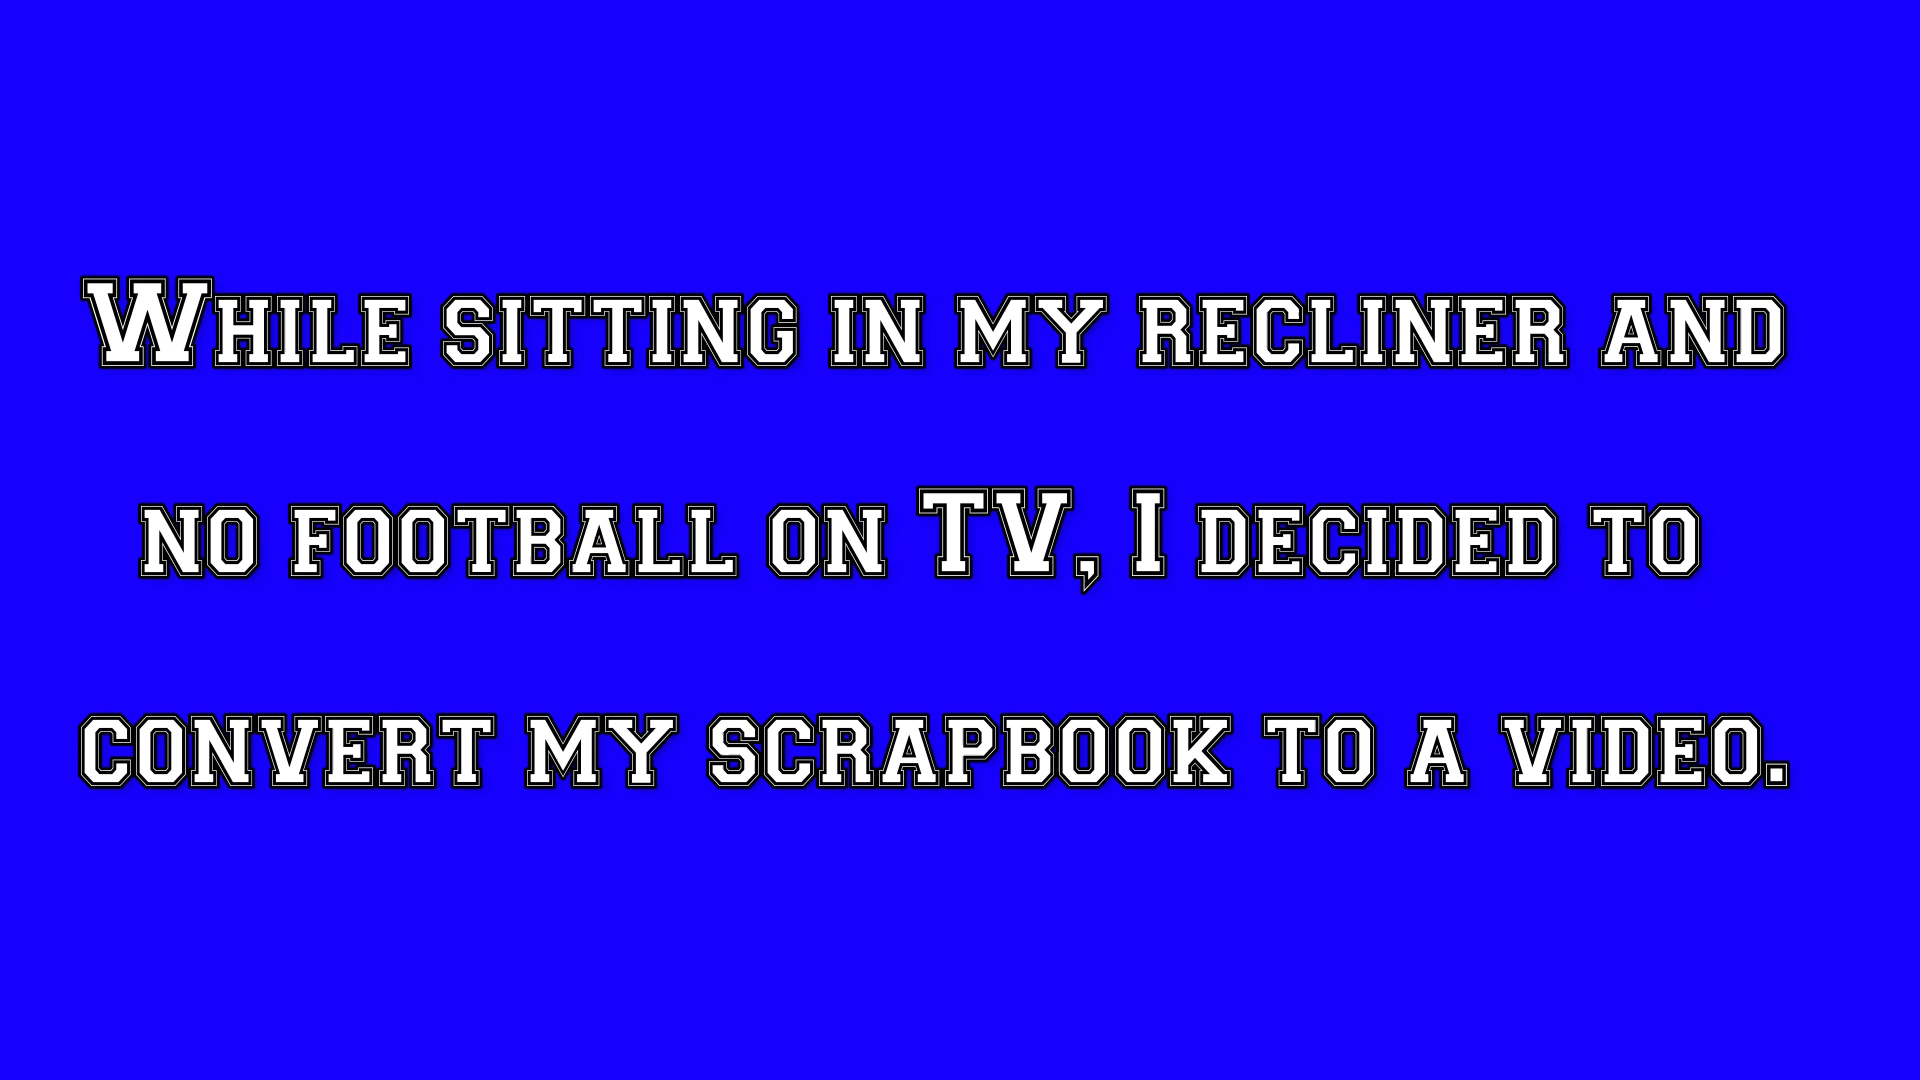 While sitting in my recliner and
no football on TV, I decided to
convert my scrapbook to a video.